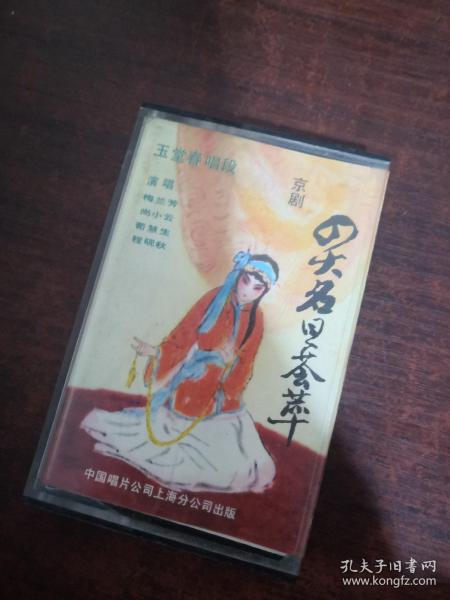 玉堂春唱段
演唱
梅兰芳
尚小云
荀慧生
程砚秋
京剧
四大名旦荟萃
中国唱片公司上海分公司出版
孔夫子旧书网
www.kongfz.com